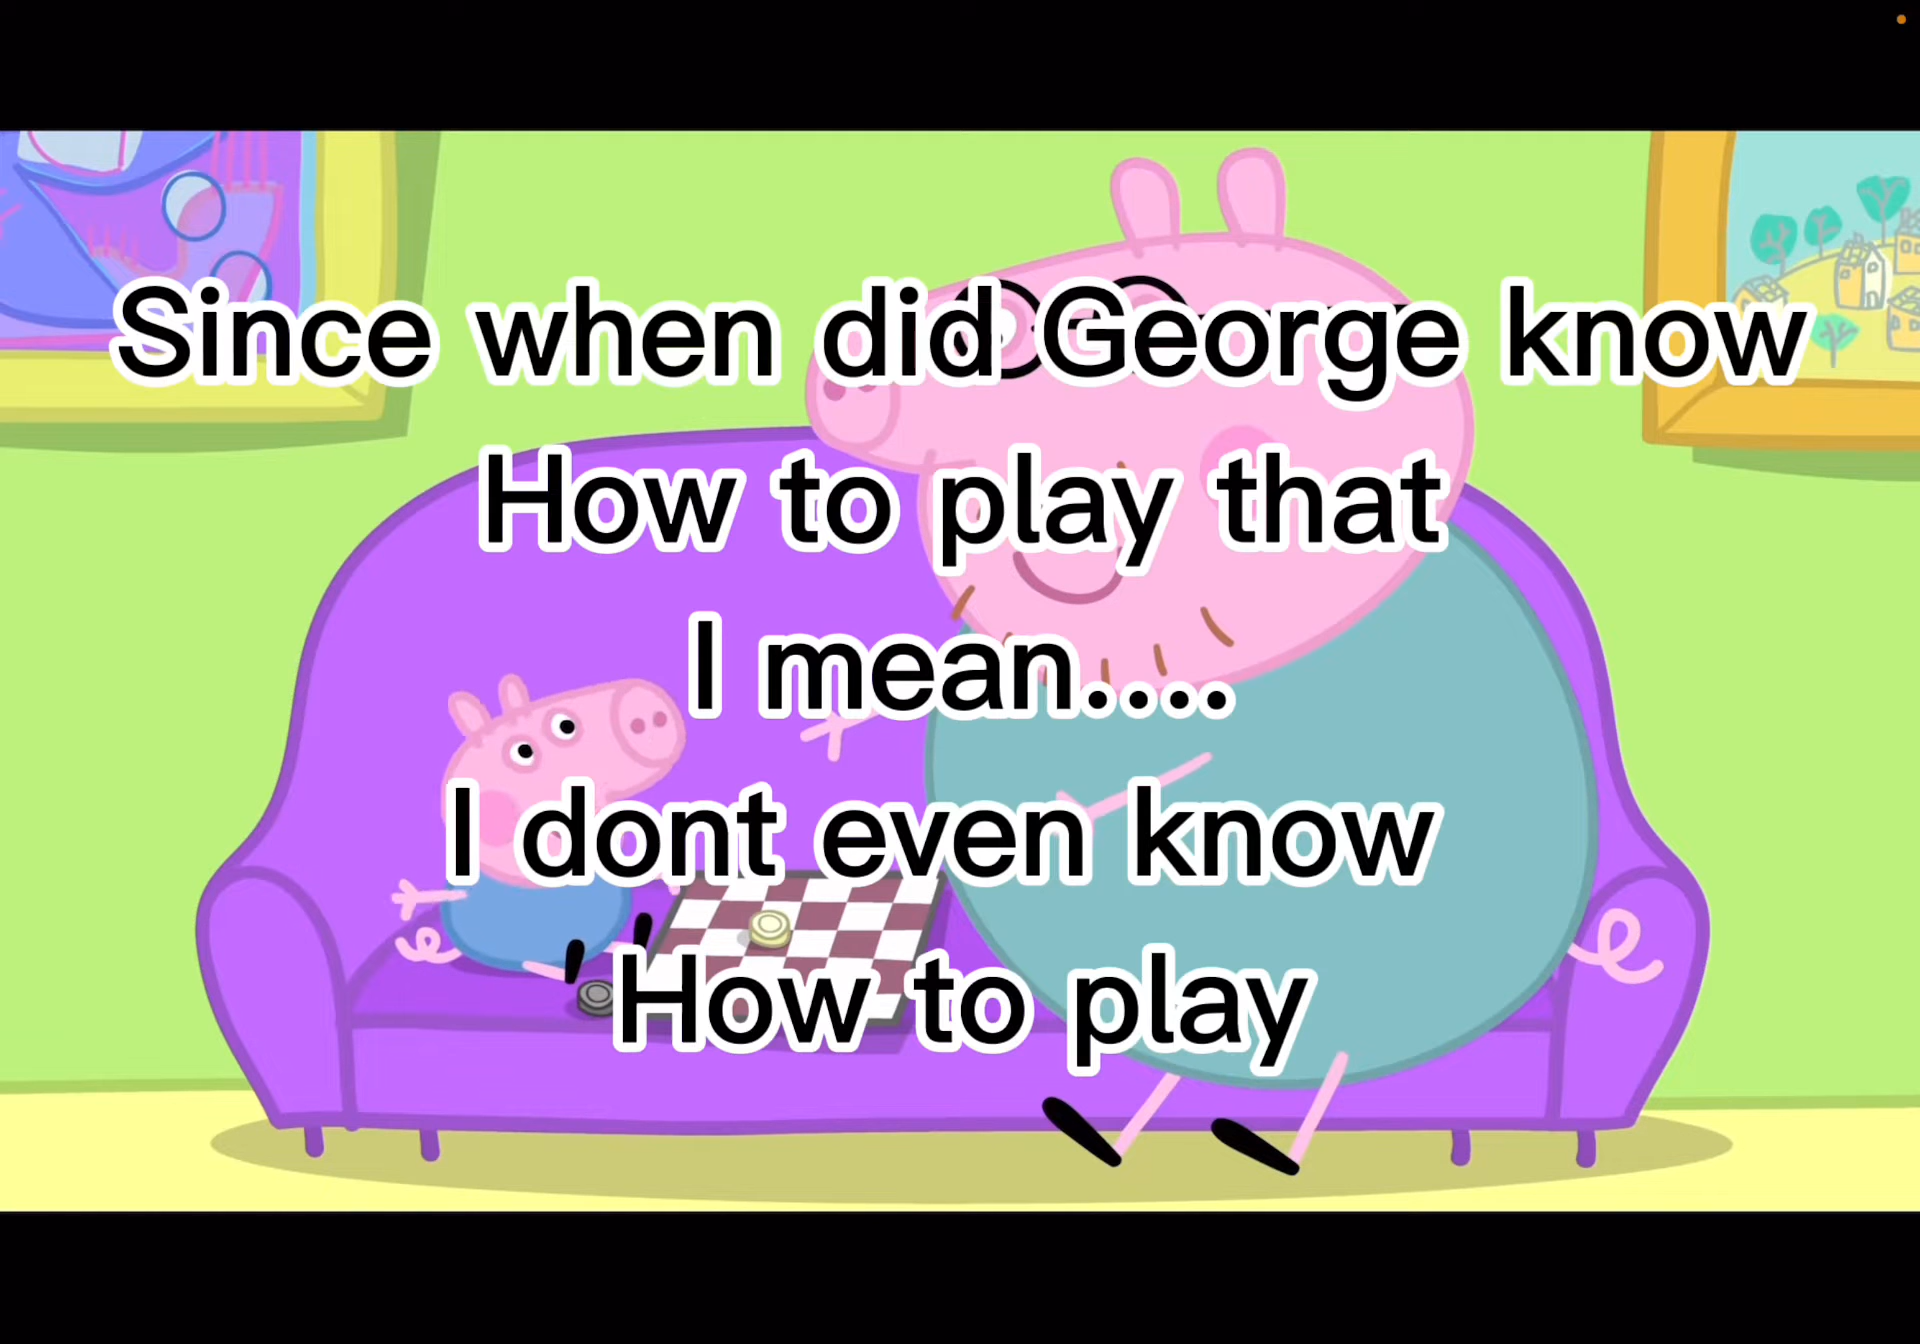 Since when did George know
How to play that
I mean....
I dont even know
How to play